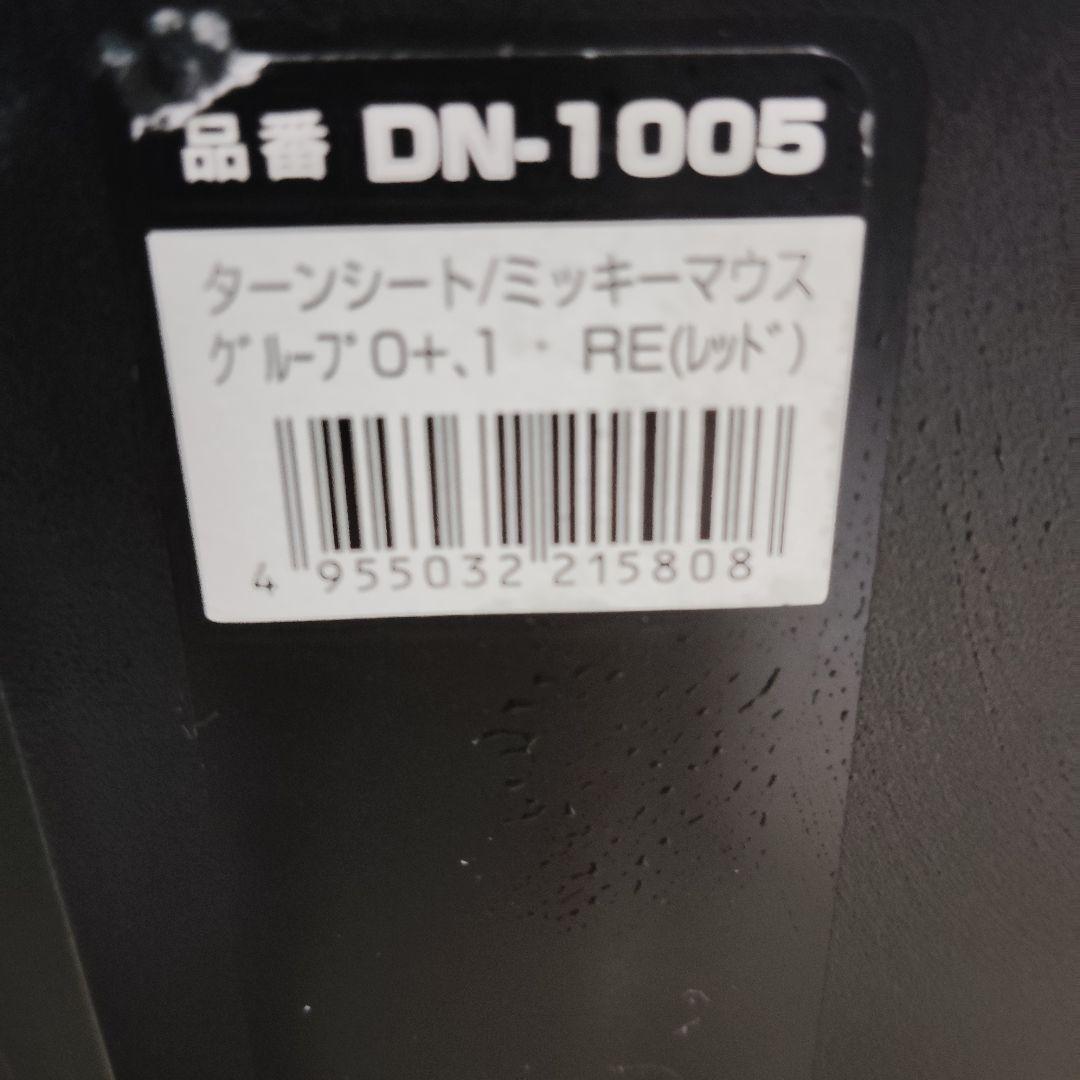 品番 DN-1005
ターンシート/ミッキーマウス
ｸﾞﾙｰﾌﾟ0+､1・ RE(ﾚｯﾄﾞ)
4 955032 215808